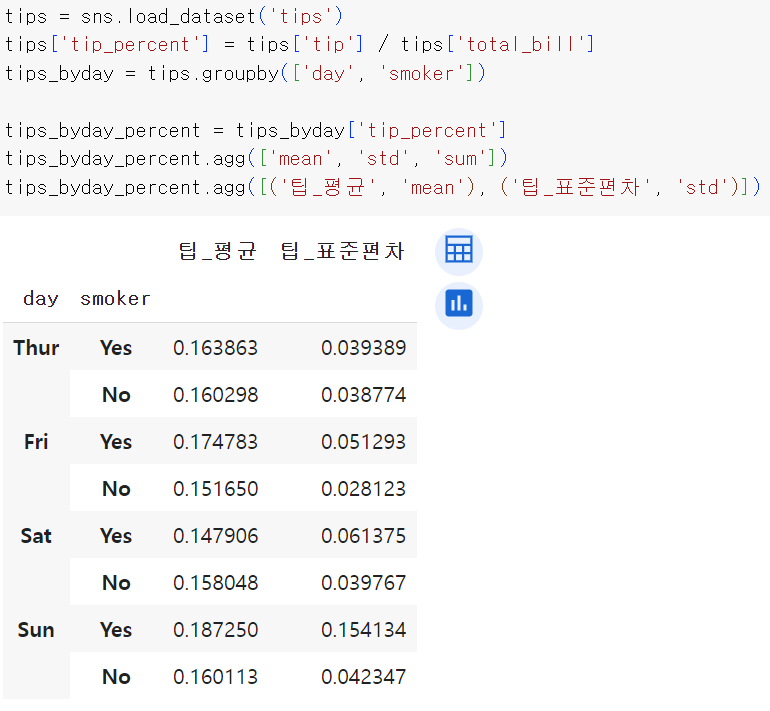 tips = sns.load_dataset('tips')
tips['tip_percent'] = tips['tip'] / tips['total_bill']
tips_byday = tips.groupby(['day', 'smoker'])
tips_byday_percent = tips_byday['tip_percent']
tips_byday_percent.agg(['mean', 'std', 'sum'])
tips_byday_percent.agg([('팁_평균', 'mean'), ('팁_표준편차', 'std')])
팁_평균 팁_표준편차
day smoker
Thur Yes 0.163863 0.039389
No 0.160298 0.038774
Fri Yes 0.174783 0.051293
No 0.151650 0.028123
Sat Yes 0.147906 0.061375
No 0.158048 0.039767
Sun Yes 0.187250 0.154134
No 0.160113 0.042347